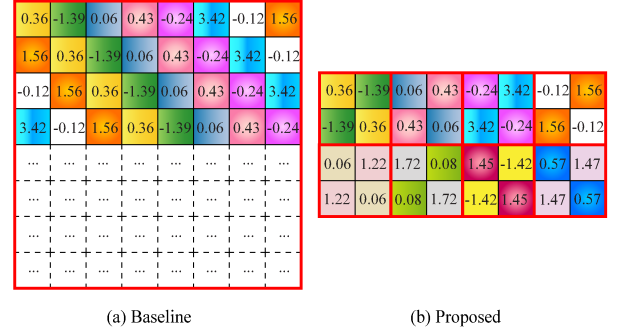 0.36 -1.39 0.06 0.43 -0.24 3.42 -0.12 1.56
1.56 0.36 -1.39 0.06 0.43 -0.24 3.42 -0.12
-0.12 1.56 0.36 -1.39 0.06 0.43 -0.24 3.42
3.42 -0.12 1.56 0.36 -1.39 0.06 0.43 -0.24
... ... ... ... ... ... ... ...
... ... ... ... ... ... ... ...
... ... ... ... ... ... ... ...
... ... ... ... ... ... ... ...
(a) Baseline
0.36 -1.39 0.06 0.43 -0.24 3.42 -0.12 1.56
-1.39 0.36 0.43 0.06 3.42 -0.24 1.56 -0.12
0.06 1.22 1.72 0.08 1.45 -1.42 0.57 1.47
1.22 0.06 0.08 1.72 -1.42 1.45 1.47 0.57
(b) Proposed